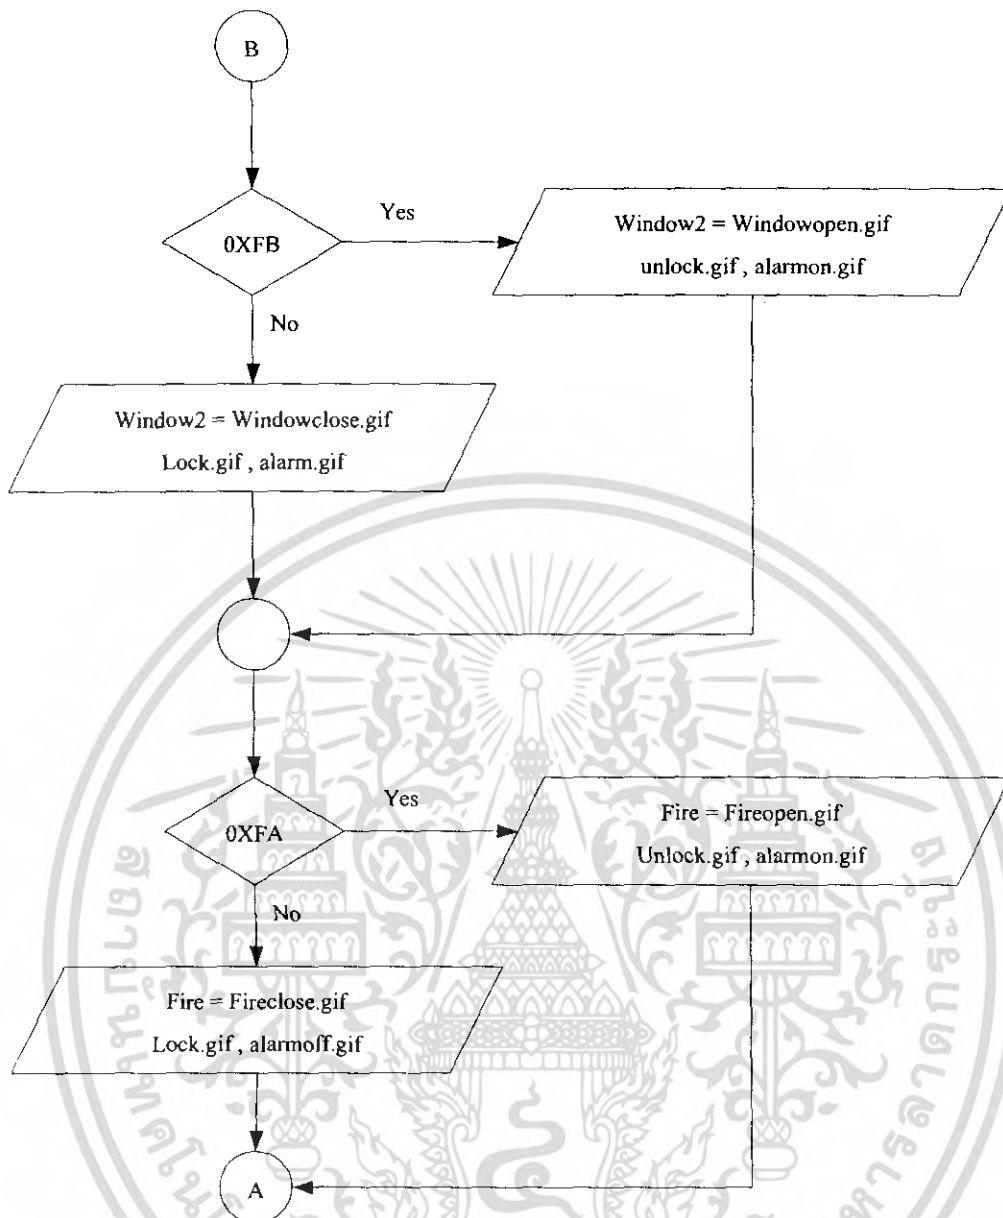 B
0XFB
Yes
Window2 = Windowopen.gif
unlock.gif , alarmon.gif
No
Window2 = Windowclose.gif
Lock.gif , alarm.gif
0XFA
Yes
Fire = Fireopen.gif
Unlock.gif , alarmon.gif
No
Fire = Fireclose.gif
Lock.gif , alarmoff.gif
A